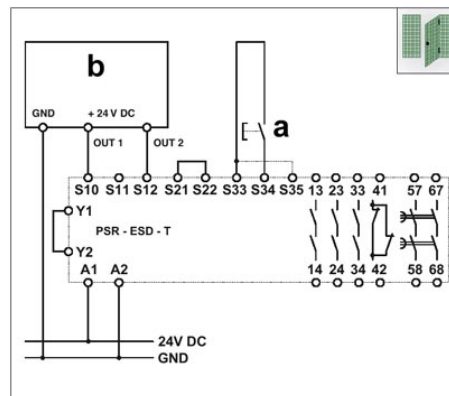 b
GND
+ 24 V DC
OUT 1
OUT 2
a
S10 S11 S12 S21 S22 S33 S34 S35 13 23 33 41 57 67
Y1
PSR - ESD - T
Y2
A1 A2
14 24 34 42 58 68
24V DC
GND